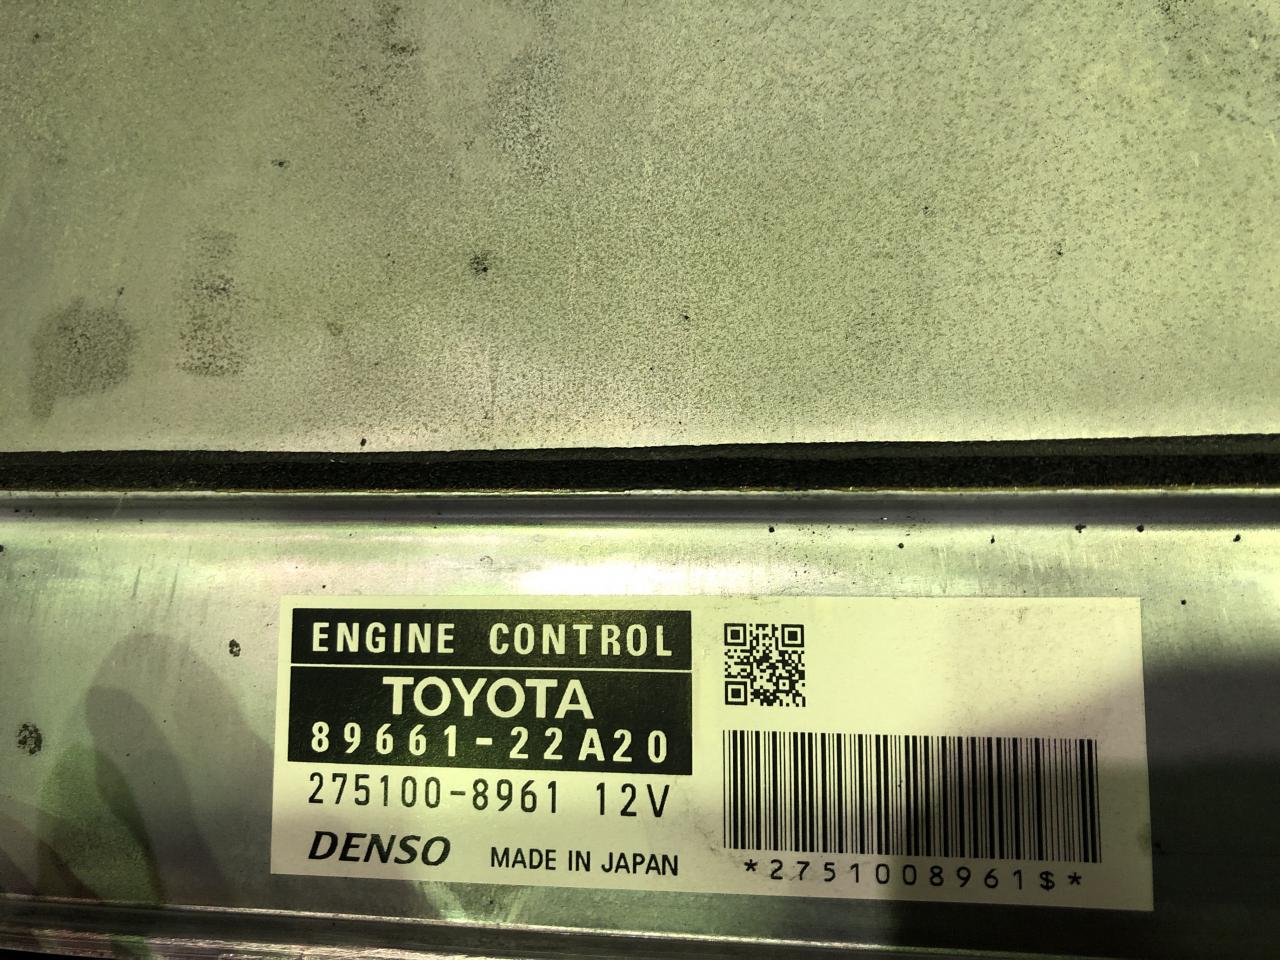 ENGINE CONTROL
TOYOTA
89661-22A20
275100-8961 12V
DENSO MADE IN JAPAN
*2751008961$*